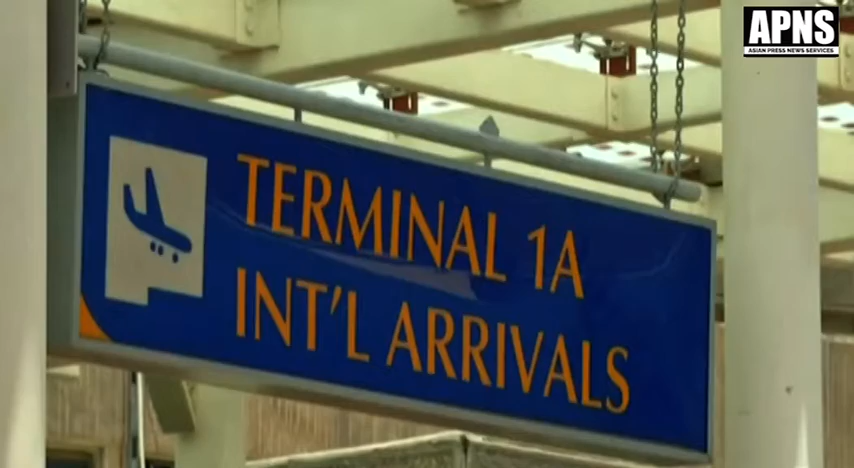 APNS
ASIAN PRESS NEWS SERVICES
TERMINAL 1A
INT'L ARRIVALS